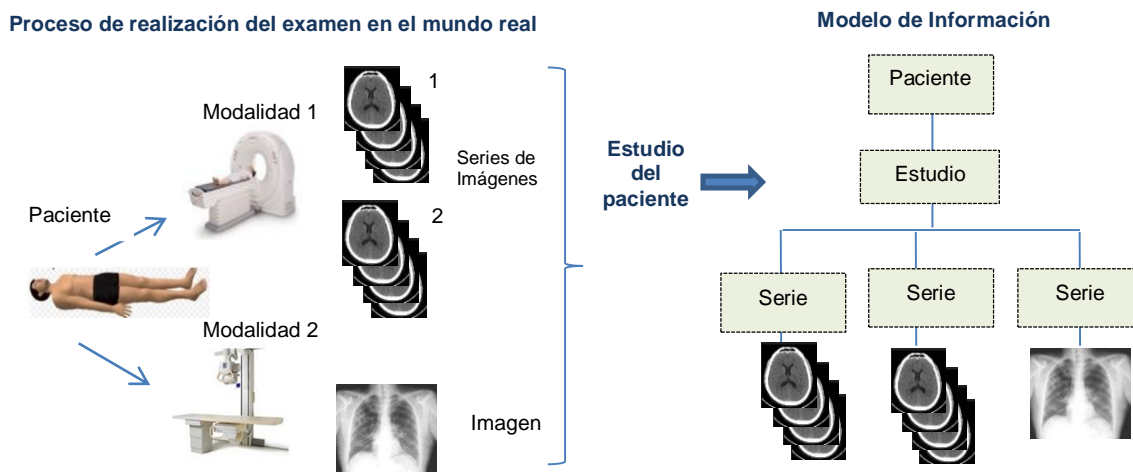 Proceso de realización del examen en el mundo real
Modelo de Información
Modalidad 1
1
Series de
Imágenes
2
Paciente
Modalidad 2
Imagen
Estudio
del
paciente
Paciente
Estudio
Serie
Serie
Serie